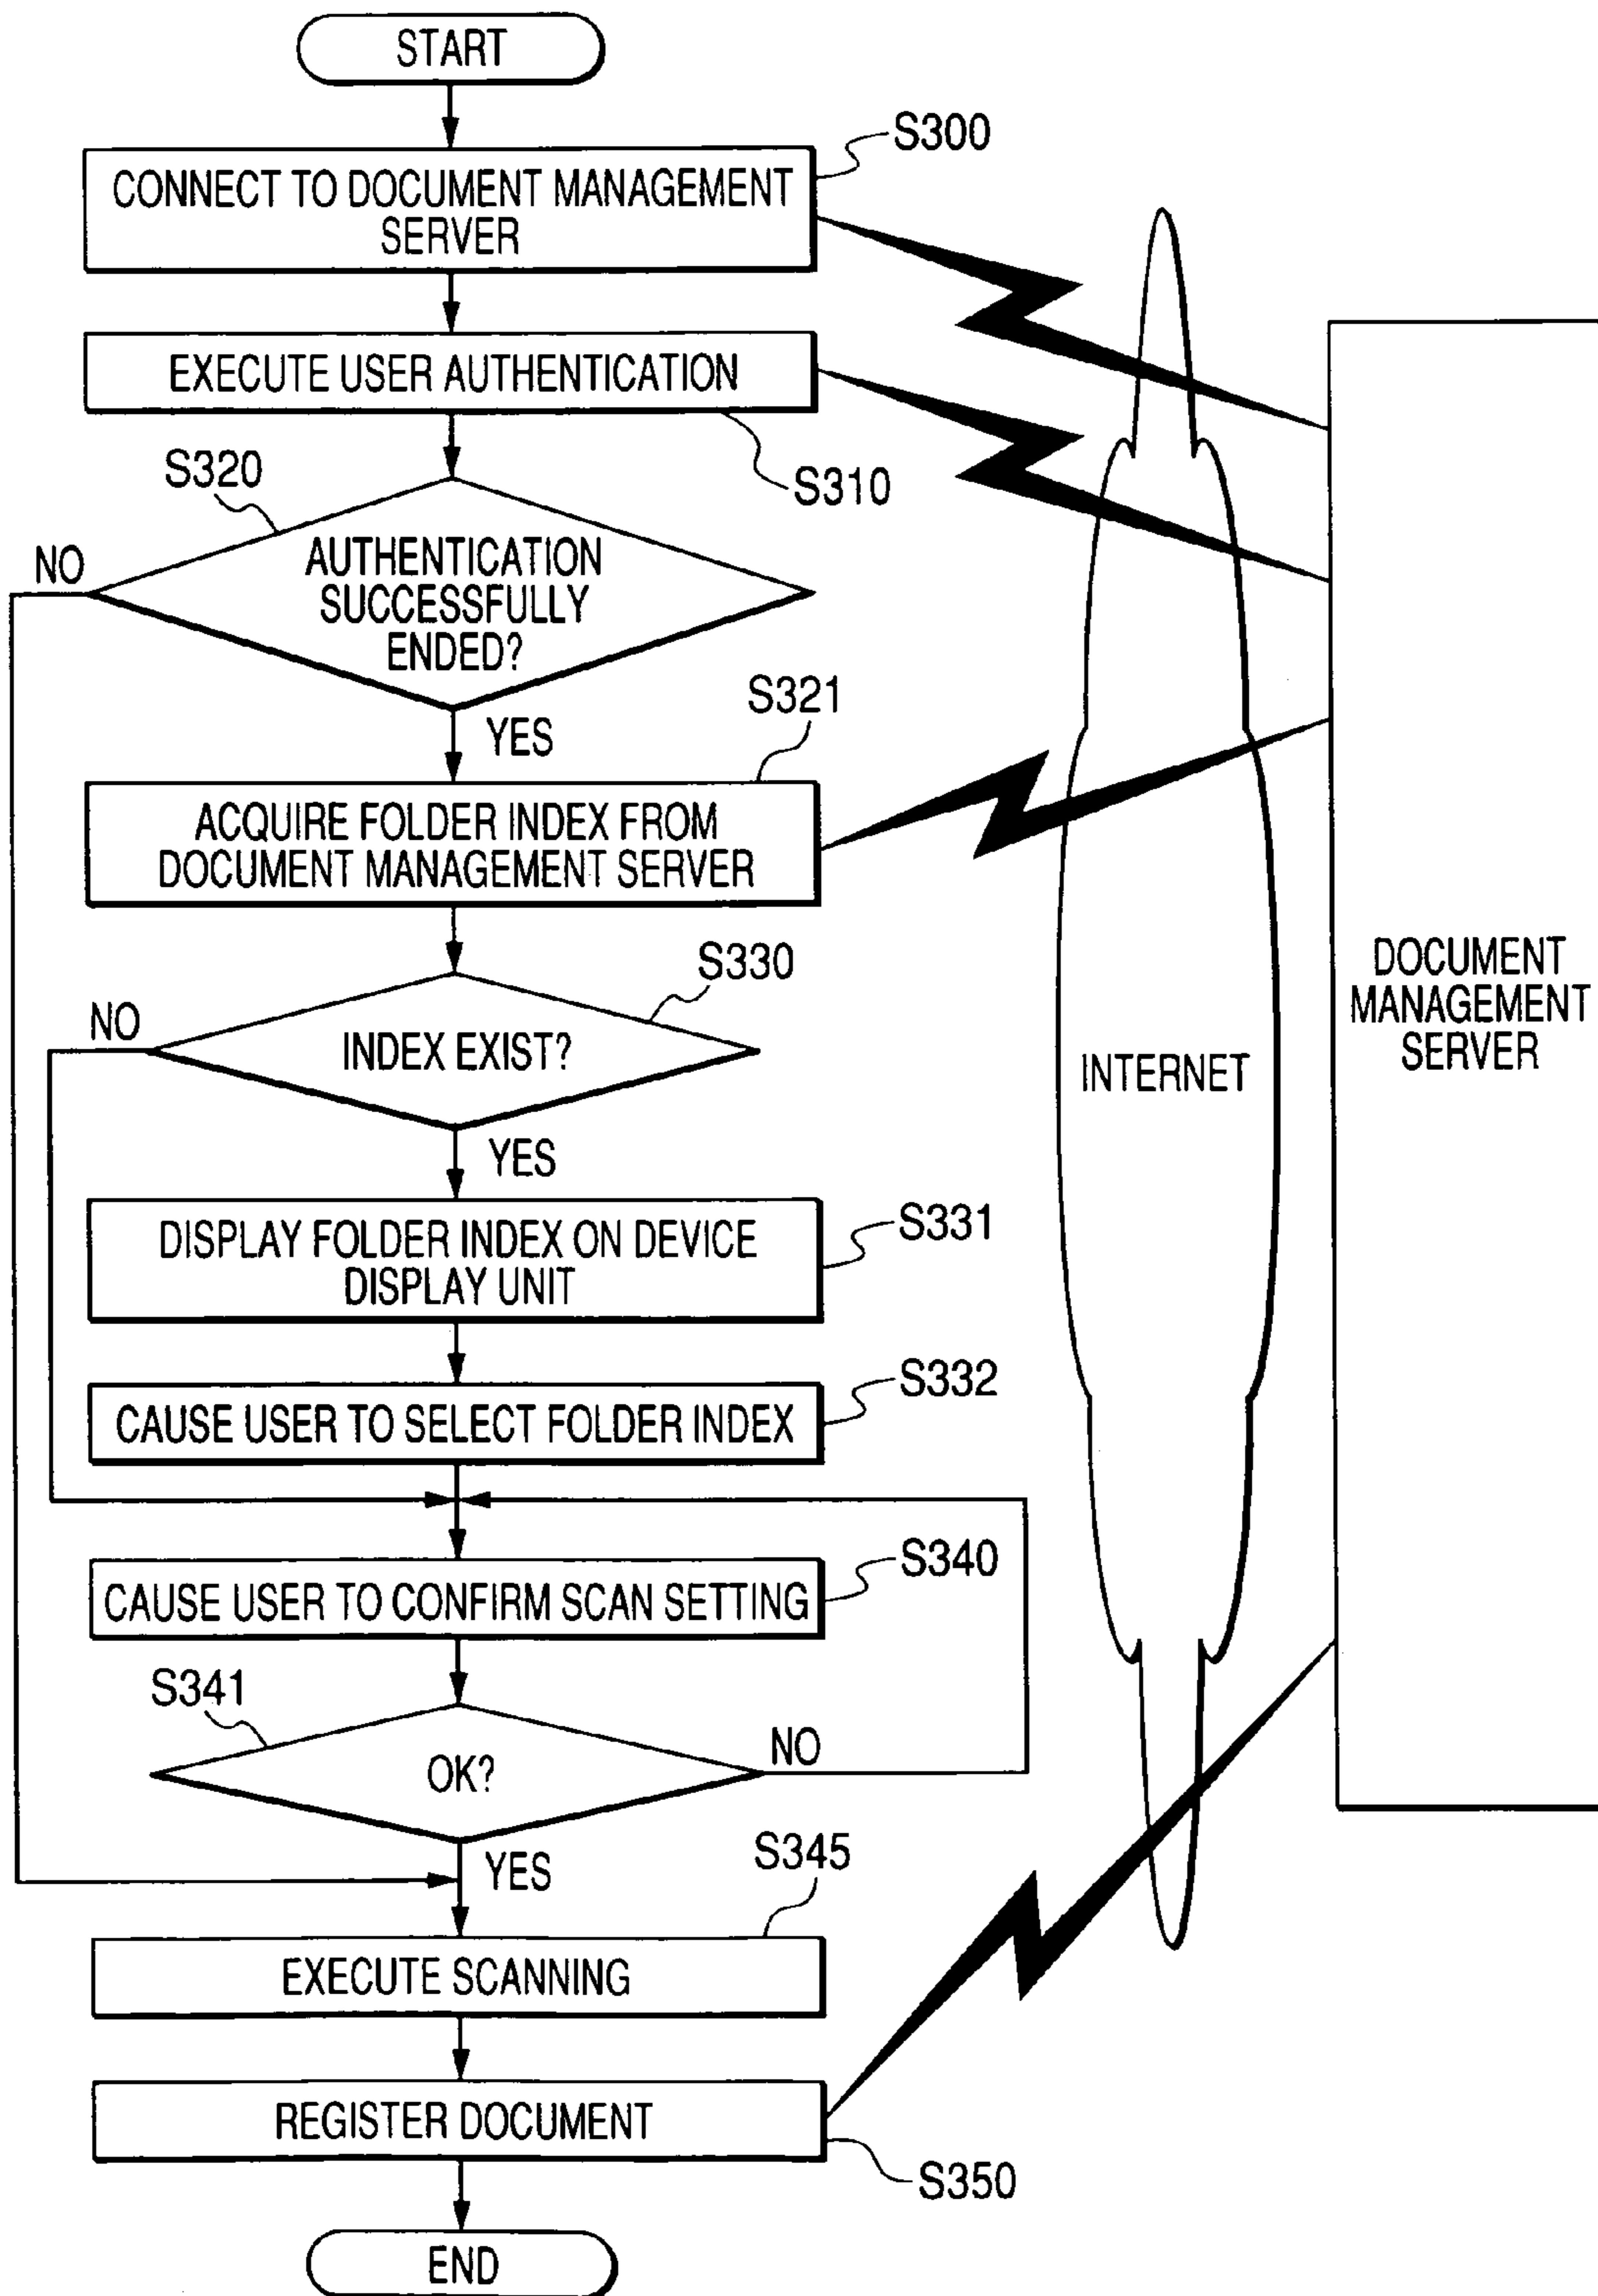 START
S300
CONNECT TO DOCUMENT MANAGEMENT
SERVER
EXECUTE USER AUTHENTICATION
S310
S320
NO
AUTHENTICATION
SUCCESSFULLY
ENDED?
YES
S321
ACQUIRE FOLDER INDEX FROM
DOCUMENT MANAGEMENT SERVER
S330
NO
INDEX EXIST?
YES
S331
DISPLAY FOLDER INDEX ON DEVICE
DISPLAY UNIT
S332
CAUSE USER TO SELECT FOLDER INDEX
S340
CAUSE USER TO CONFIRM SCAN SETTING
S341
OK?
NO
YES
S345
EXECUTE SCANNING
REGISTER DOCUMENT
S350
END
INTERNET
DOCUMENT
MANAGEMENT
SERVER